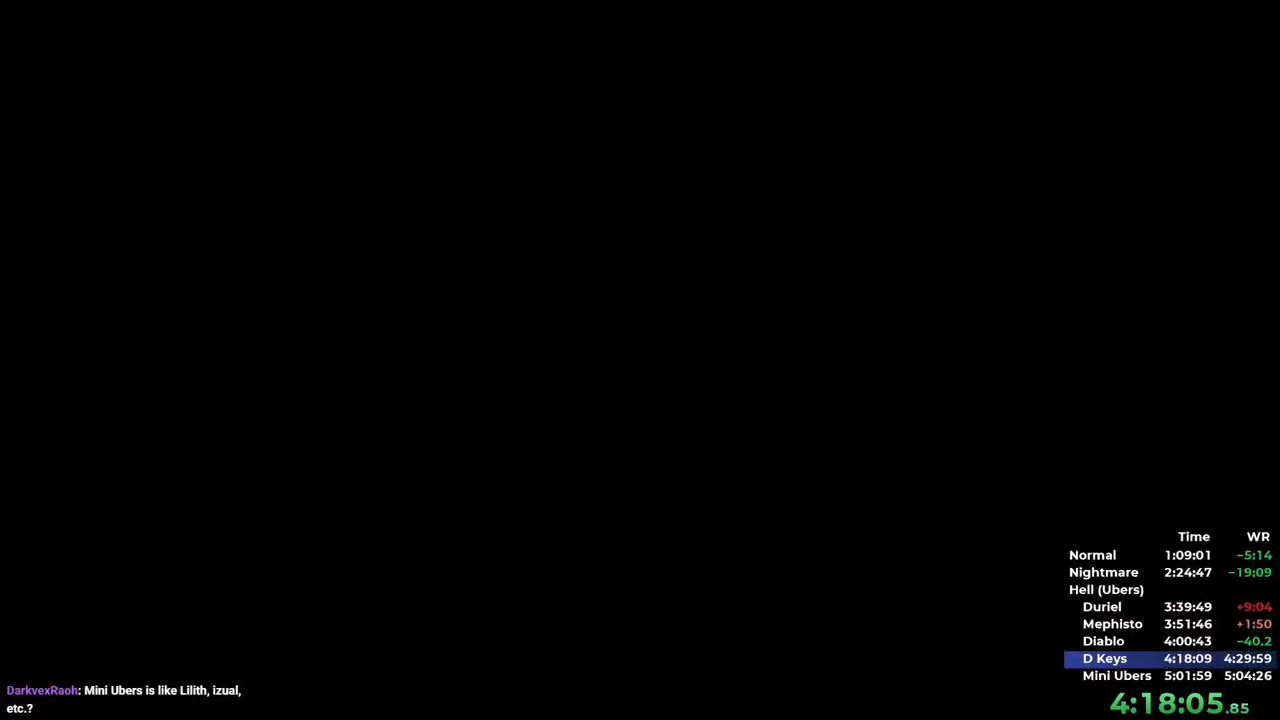 Time WR
Normal 1:09:01 −5:14
Nightmare 2:24:47 −19:09
Hell (Ubers)
Duriel 3:39:49 +9:04
Mephisto 3:51:46 +1:50
Diablo 4:00:43 −40.2
D Keys 4:18:09 4:29:59
Mini Ubers 5:01:59 5:04:26
4:18:05.85
DarkvexRaoh: Mini Ubers is like Lilith, izual,
etc.?